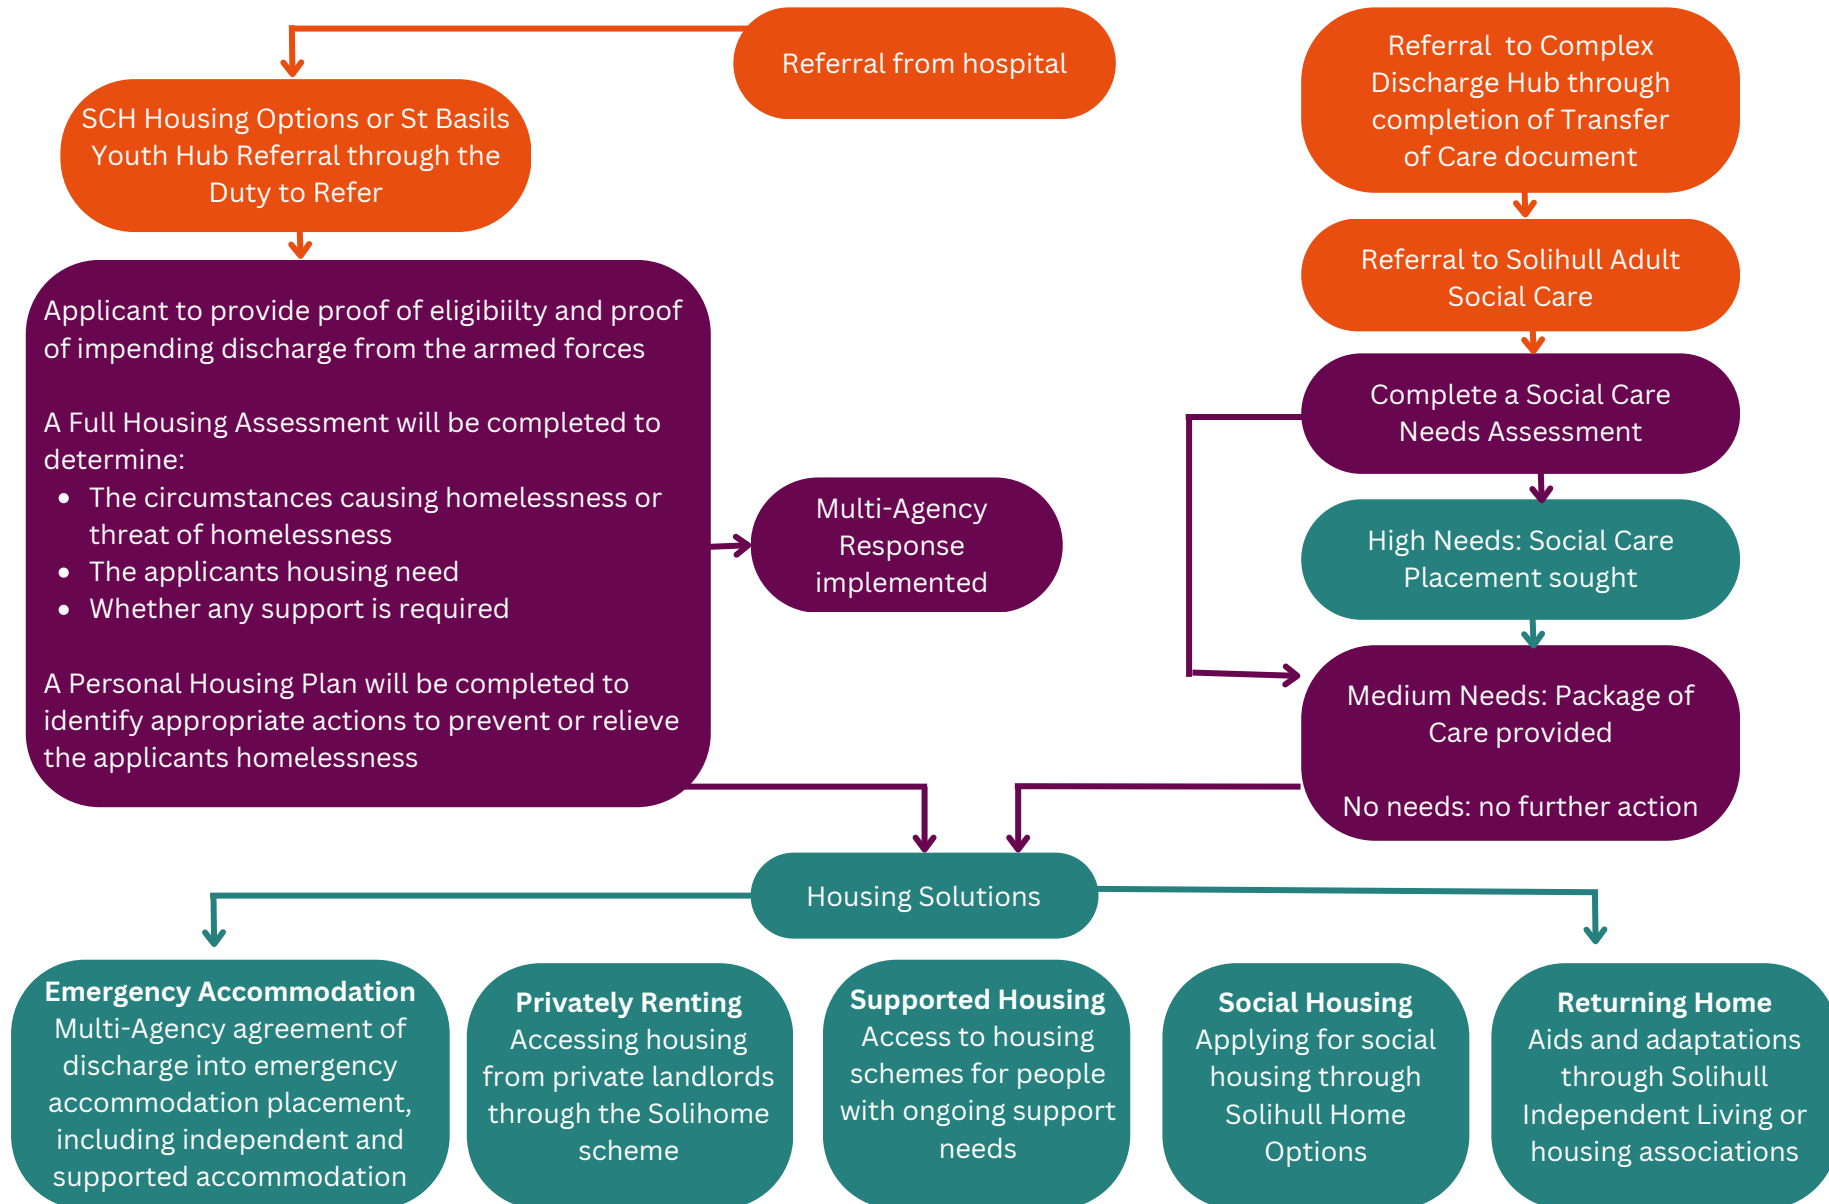 Referral from hospital
SCH Housing Options or St Basils
Youth Hub Referral through the
Duty to Refer
Applicant to provide proof of eligibiilty and proof
of impending discharge from the armed forces
A Full Housing Assessment will be completed to
determine:
• The circumstances causing homelessness or
threat of homelessness
• The applicants housing need
• Whether any support is required
A Personal Housing Plan will be completed to
identify appropriate actions to prevent or relieve
the applicants homelessness
Multi-Agency
Response
implemented
Referral to Complex
Discharge Hub through
completion of Transfer
of Care document
Referral to Solihull Adult
Social Care
Complete a Social Care
Needs Assessment
High Needs: Social Care
Placement sought
Medium Needs: Package of
Care provided
No needs: no further action
Housing Solutions
Emergency Accommodation
Multi-Agency agreement of
discharge into emergency
accommodation placement,
including independent and
supported accommodation
Privately Renting
Accessing housing
from private landlords
through the Solihome
scheme
Supported Housing
Access to housing
schemes for people
with ongoing support
needs
Social Housing
Applying for social
housing through
Solihull Home
Options
Returning Home
Aids and adaptations
through Solihull
Independent Living or
housing associations